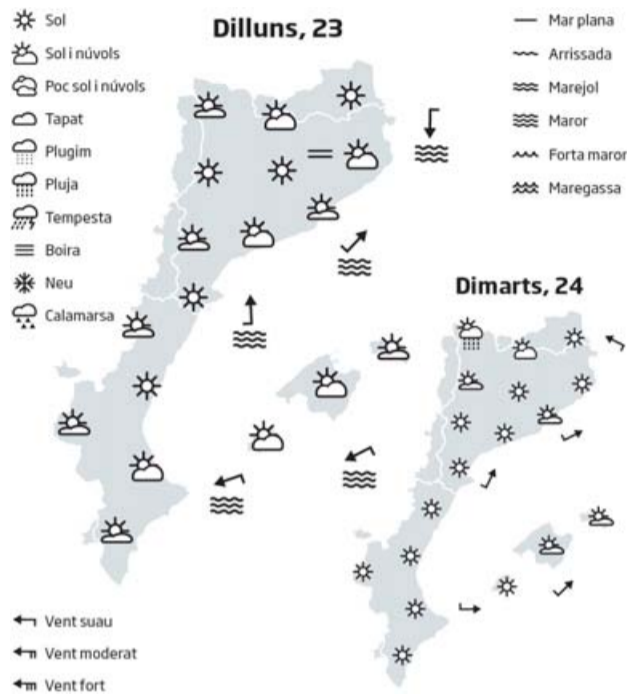 Sol
Sol i núvols
Poc sol i núvols
Tapat
Plugim
Pluja
Tempesta
Boira
Neu
Calamarsa
Dilluns, 23
Mar plana
Arrissada
Marejol
Maror
Forta maror
Maregassa
Dimarts, 24
Vent suau
Vent moderat
Vent fort